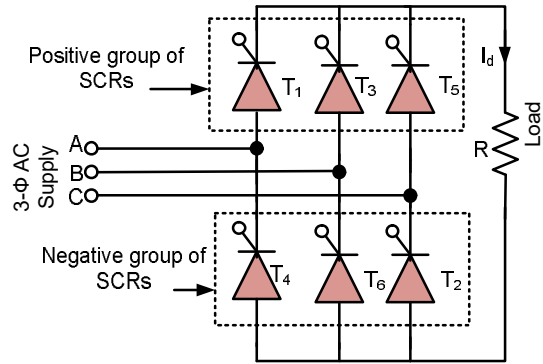 Positive group of
SCRs
T1
T3
T5
Id
R
Load
3-Φ AC
Supply
A
B
C
Negative group of
SCRs
T4
T6
T2